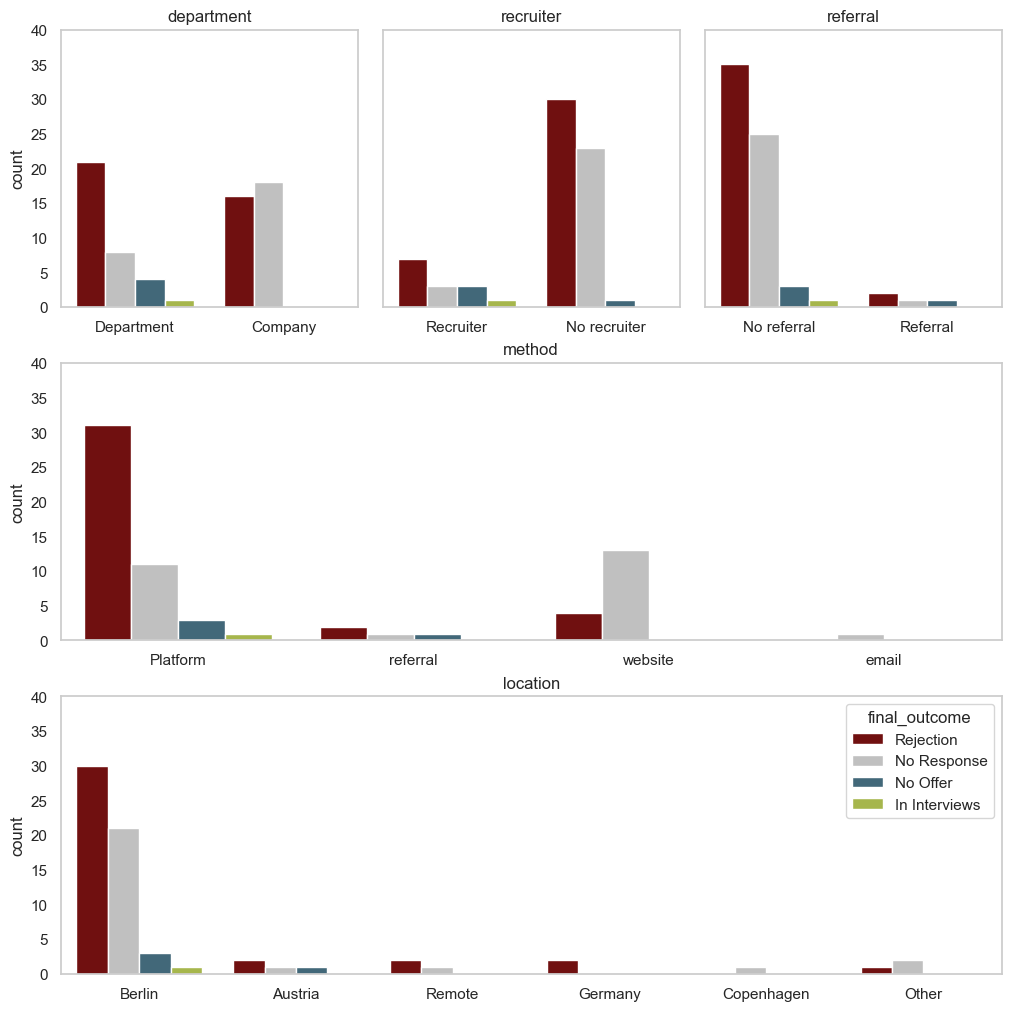 department
recruiter
referral
count
40
35
30
25
20
15
10
5
0
Department
Company
Recruiter
No recruiter
No referral
Referral
method
count
40
35
30
25
20
15
10
5
0
Platform
referral
website
email
location
count
40
35
30
25
20
15
10
5
0
final_outcome
Rejection
No Response
No Offer
In Interviews
Berlin
Austria
Remote
Germany
Copenhagen
Other